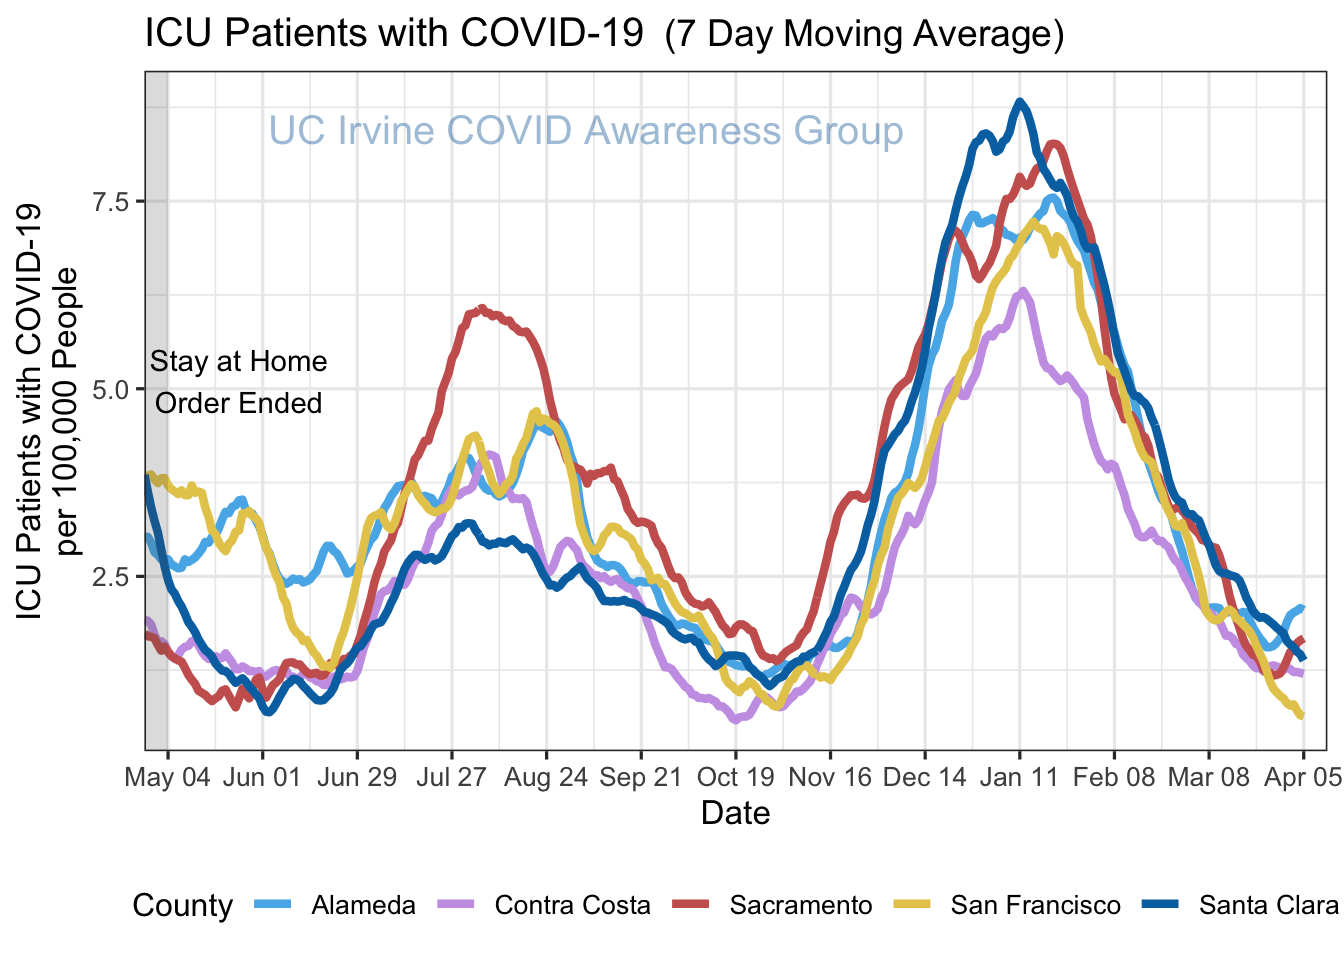 ICU Patients with COVID-19  (7 Day Moving Average)
UC Irvine COVID Awareness Group
ICU Patients with COVID-19
per 100,000 People
7.5
5.0
2.5
Stay at Home
Order Ended
May 04 Jun 01 Jun 29 Jul 27 Aug 24 Sep 21 Oct 19 Nov 16 Dec 14 Jan 11 Feb 08 Mar 08 Apr 05
Date
County Alameda Contra Costa Sacramento San Francisco Santa Clara